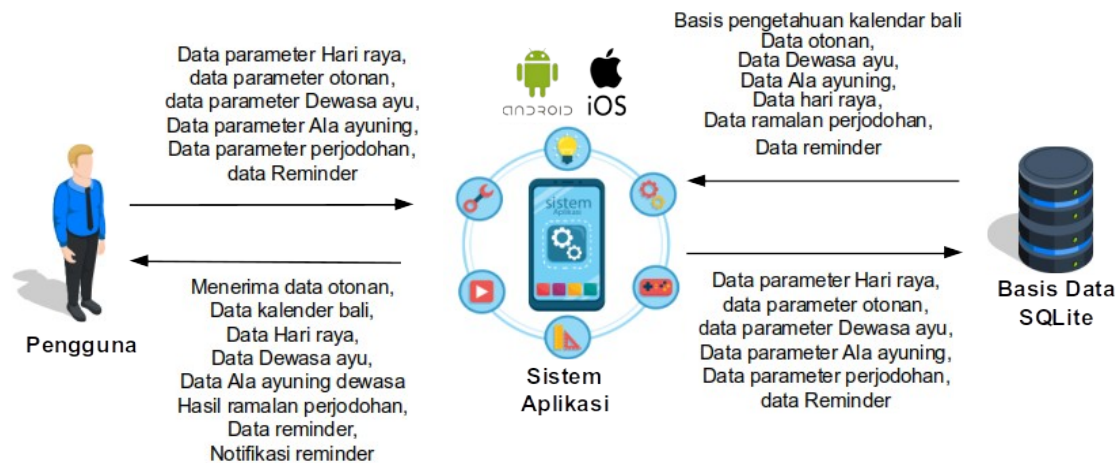 Data parameter Hari raya,
data parameter otonan,
data parameter Dewasa ayu,
Data parameter Ala ayuning,
Data parameter perjodohan,
data Reminder
Menerima data otonan,
Data kalender bali,
Data Hari raya,
Data Dewasa ayu,
Data Ala ayuning dewasa
Hasil ramalan perjodohan,
Data reminder,
Notifikasi reminder
Pengguna
ANDROID
iOS
sistem
Aplikasi
Sistem
Aplikasi
Basis pengetahuan kalendar bali
Data otonan,
Data Dewasa ayu,
Data Ala ayuning,
Data hari raya,
Data ramalan perjodohan,
Data reminder
Data parameter Hari raya,
data parameter otonan,
data parameter Dewasa ayu,
Data parameter Ala ayuning,
Data parameter perjodohan,
data Reminder
Basis Data
SQLite